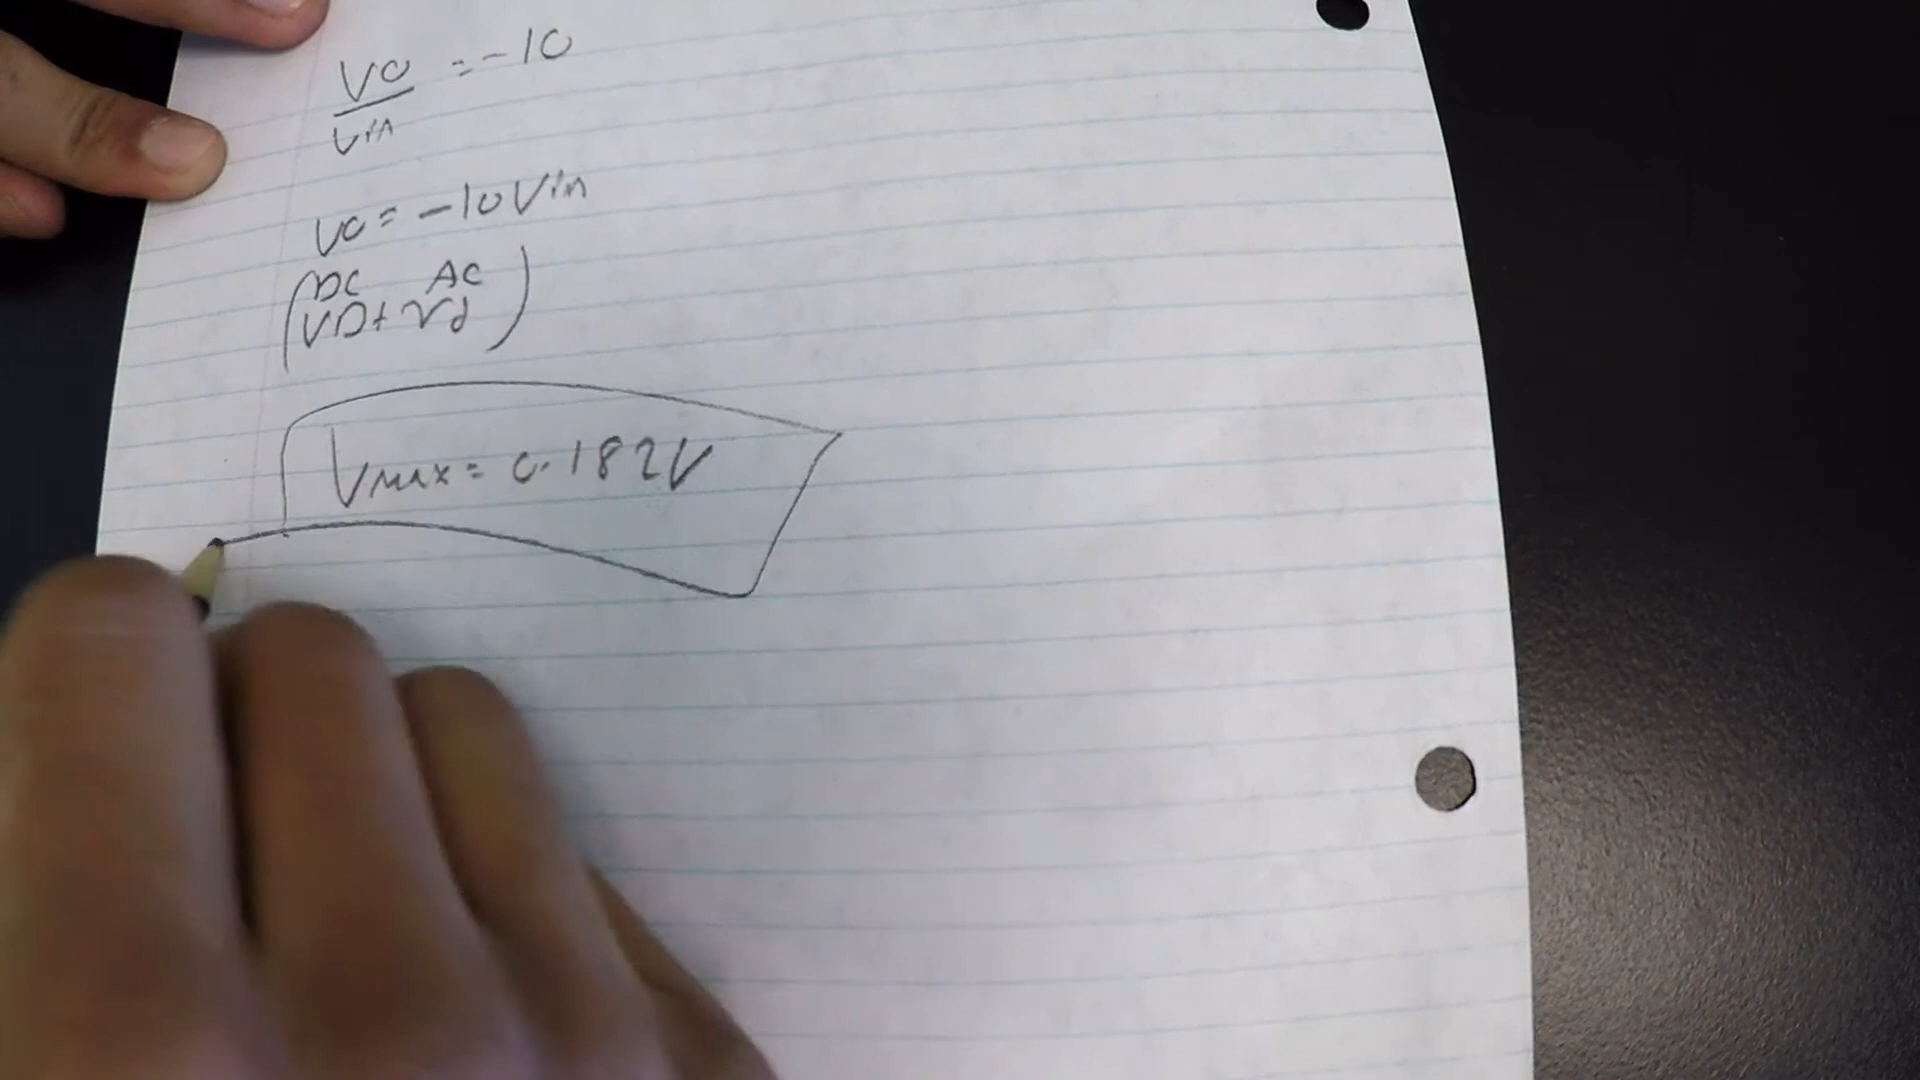 Vo = -10
Vin
Vo = -10Vin
DC AC
(VD+Vd)
Vmax = 0.182V